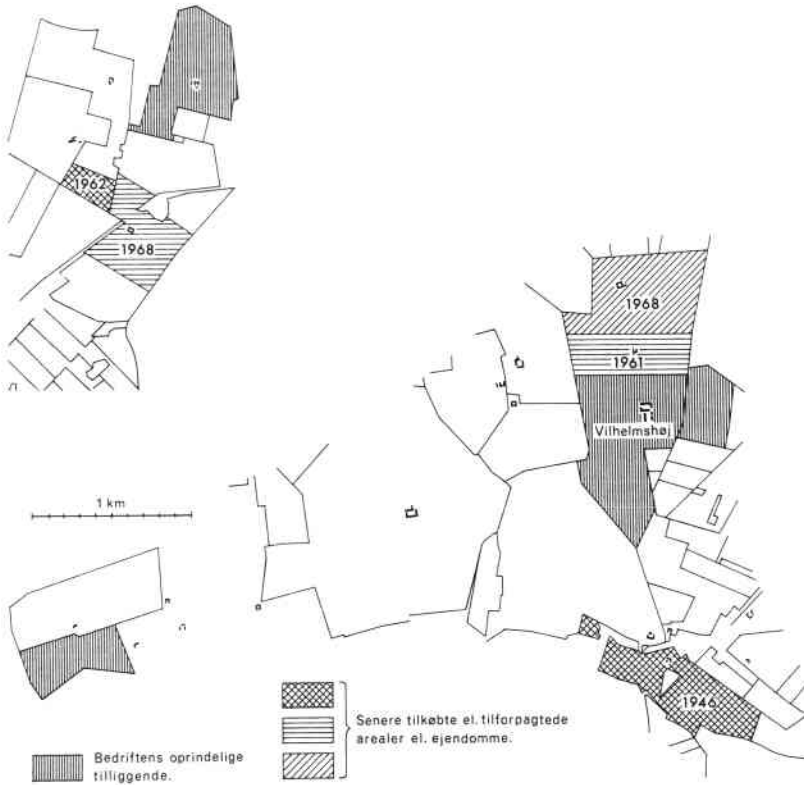 1962
1968
1968
1961
Vilhelmshøj
1 km
1946
Senere tilkøbte el. tilforpagtede
arealer el. ejendomme.
Bedriftens oprindelige
tilliggende.